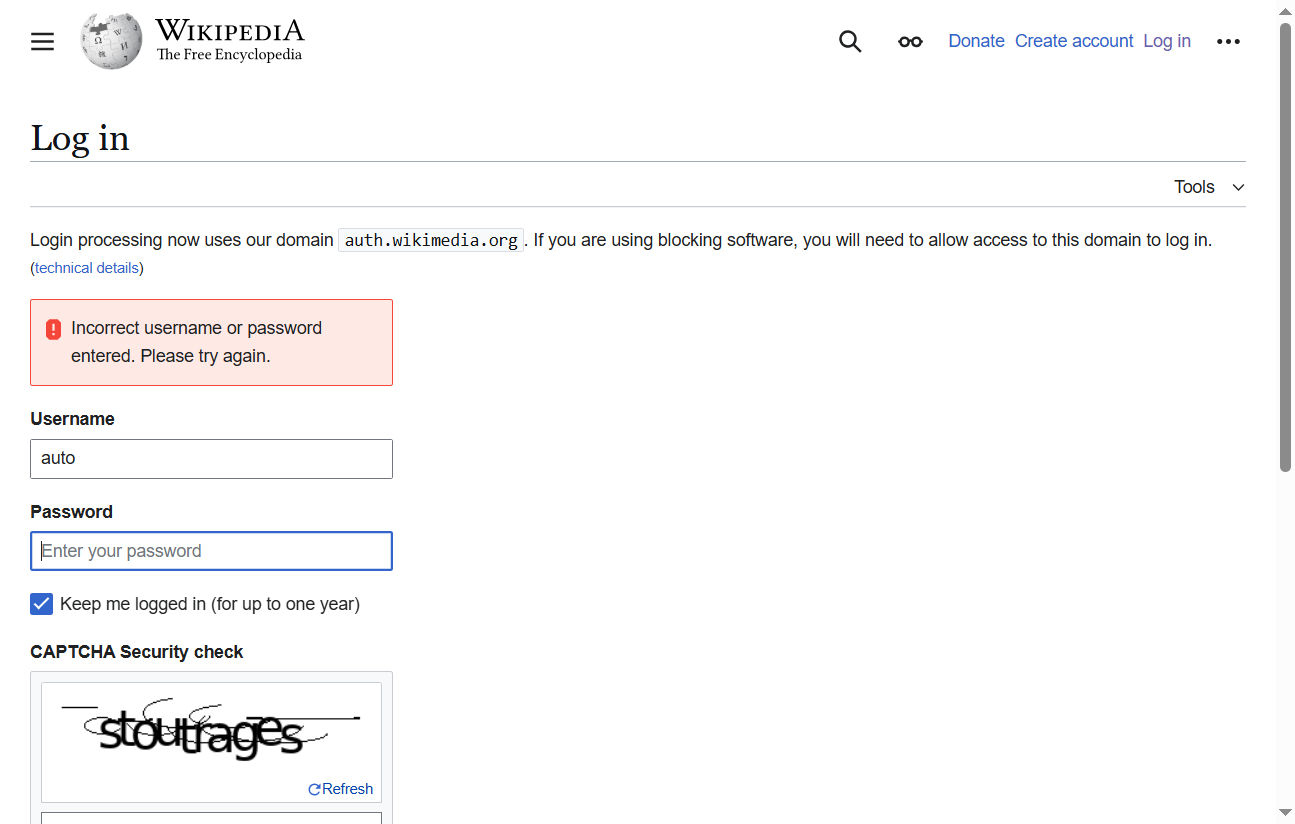 WIKIPEDIA
The Free Encyclopedia
Donate Create account Log in
Log in
Tools
Login processing now uses our domain auth.wikimedia.org. If you are using blocking software, you will need to allow access to this domain to log in.
(technical details)
Incorrect username or password
entered. Please try again.
Username
auto
Password
Enter your password
Keep me logged in (for up to one year)
CAPTCHA Security check
stoutrages
Refresh